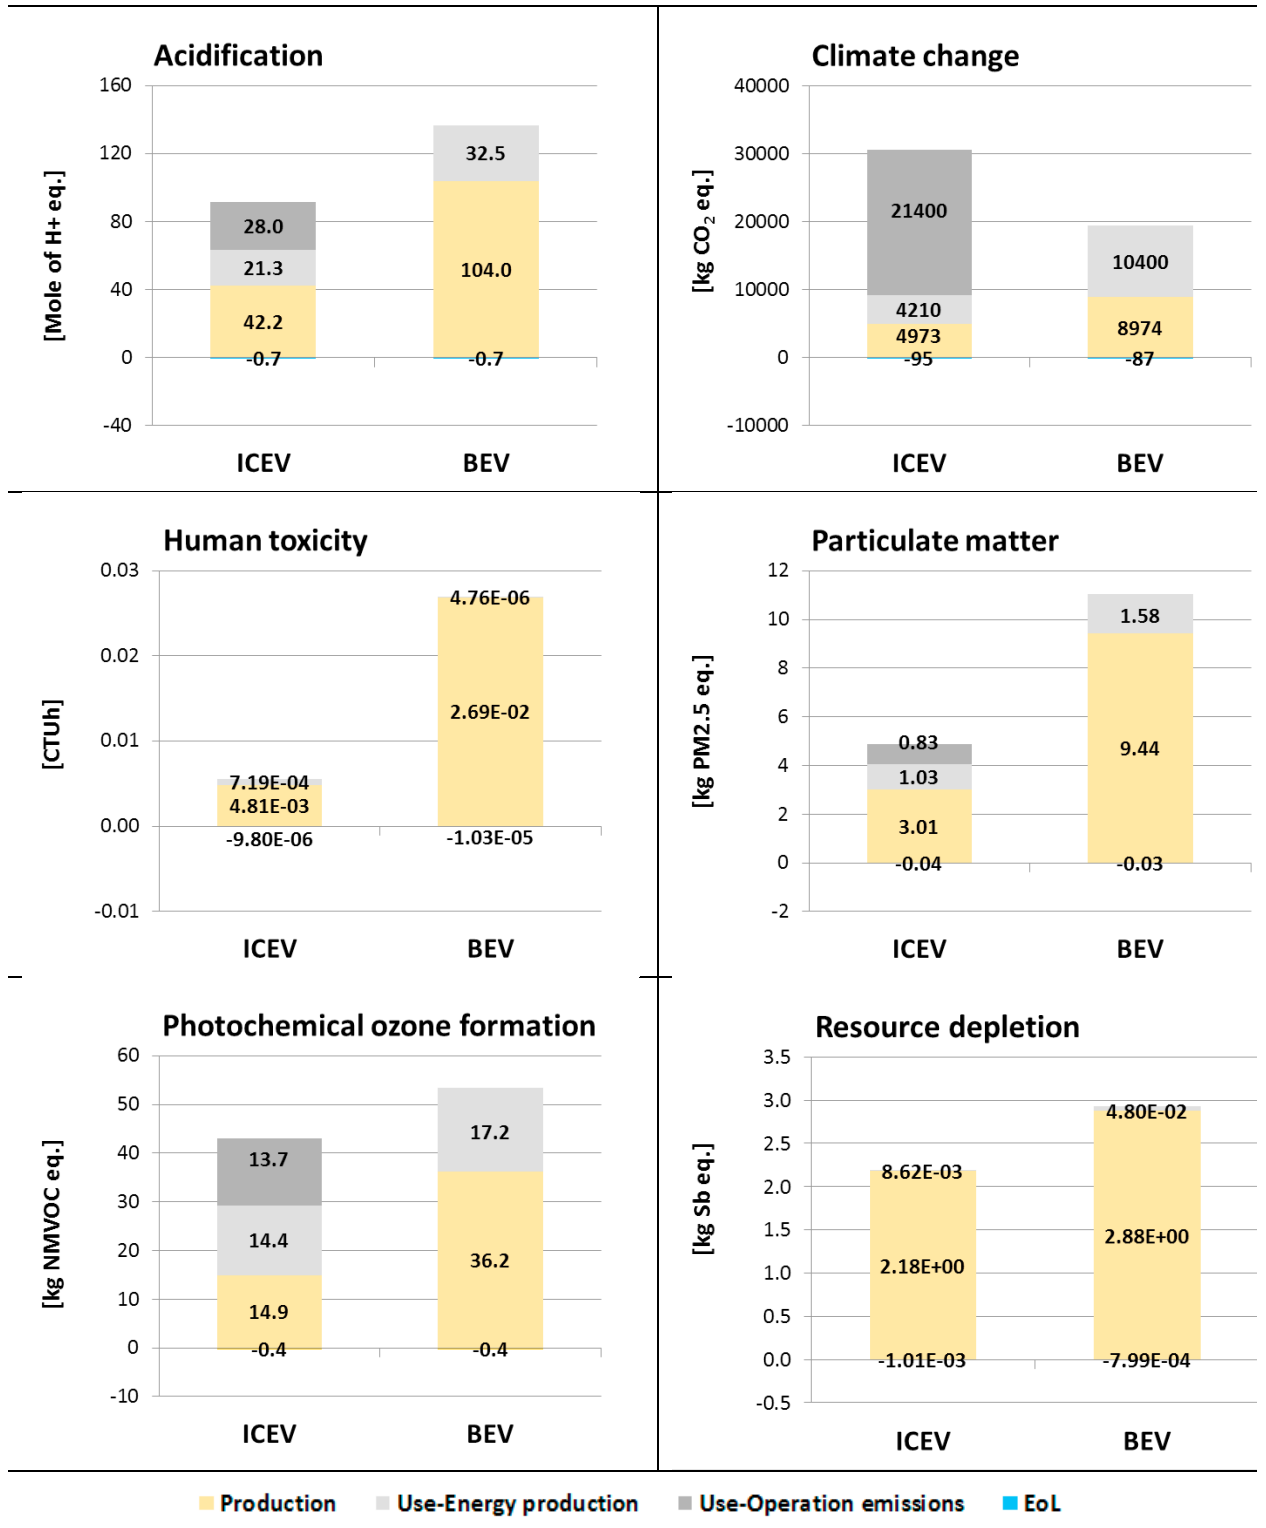 Acidification
160
120
80
40
0
-40
[Mole of H+ eq.]
28.0
21.3
42.2
-0.7
32.5
104.0
-0.7
ICEV BEV
Climate change
40000
30000
20000
10000
0
-10000
[kg CO2 eq.]
21400
4210
4973
-95
10400
8974
-87
ICEV BEV
Human toxicity
0.03
0.02
0.01
0.00
-0.01
[CTUh]
7.19E-04
4.81E-03
-9.80E-06
4.76E-06
2.69E-02
-1.03E-05
ICEV BEV
Particulate matter
12
10
8
6
4
2
0
-2
[kg PM2.5 eq.]
0.83
1.03
3.01
-0.04
1.58
9.44
-0.03
ICEV BEV
Photochemical ozone formation
60
50
40
30
20
10
0
-10
[kg NMVOC eq.]
13.7
14.4
14.9
-0.4
17.2
36.2
-0.4
ICEV BEV
Resource depletion
3.5
3.0
2.5
2.0
1.5
1.0
0.5
0.0
-0.5
[kg Sb eq.]
8.62E-03
2.18E+00
-1.01E-03
4.80E-02
2.88E+00
-7.99E-04
ICEV BEV
Production Use-Energy production Use-Operation emissions EoL